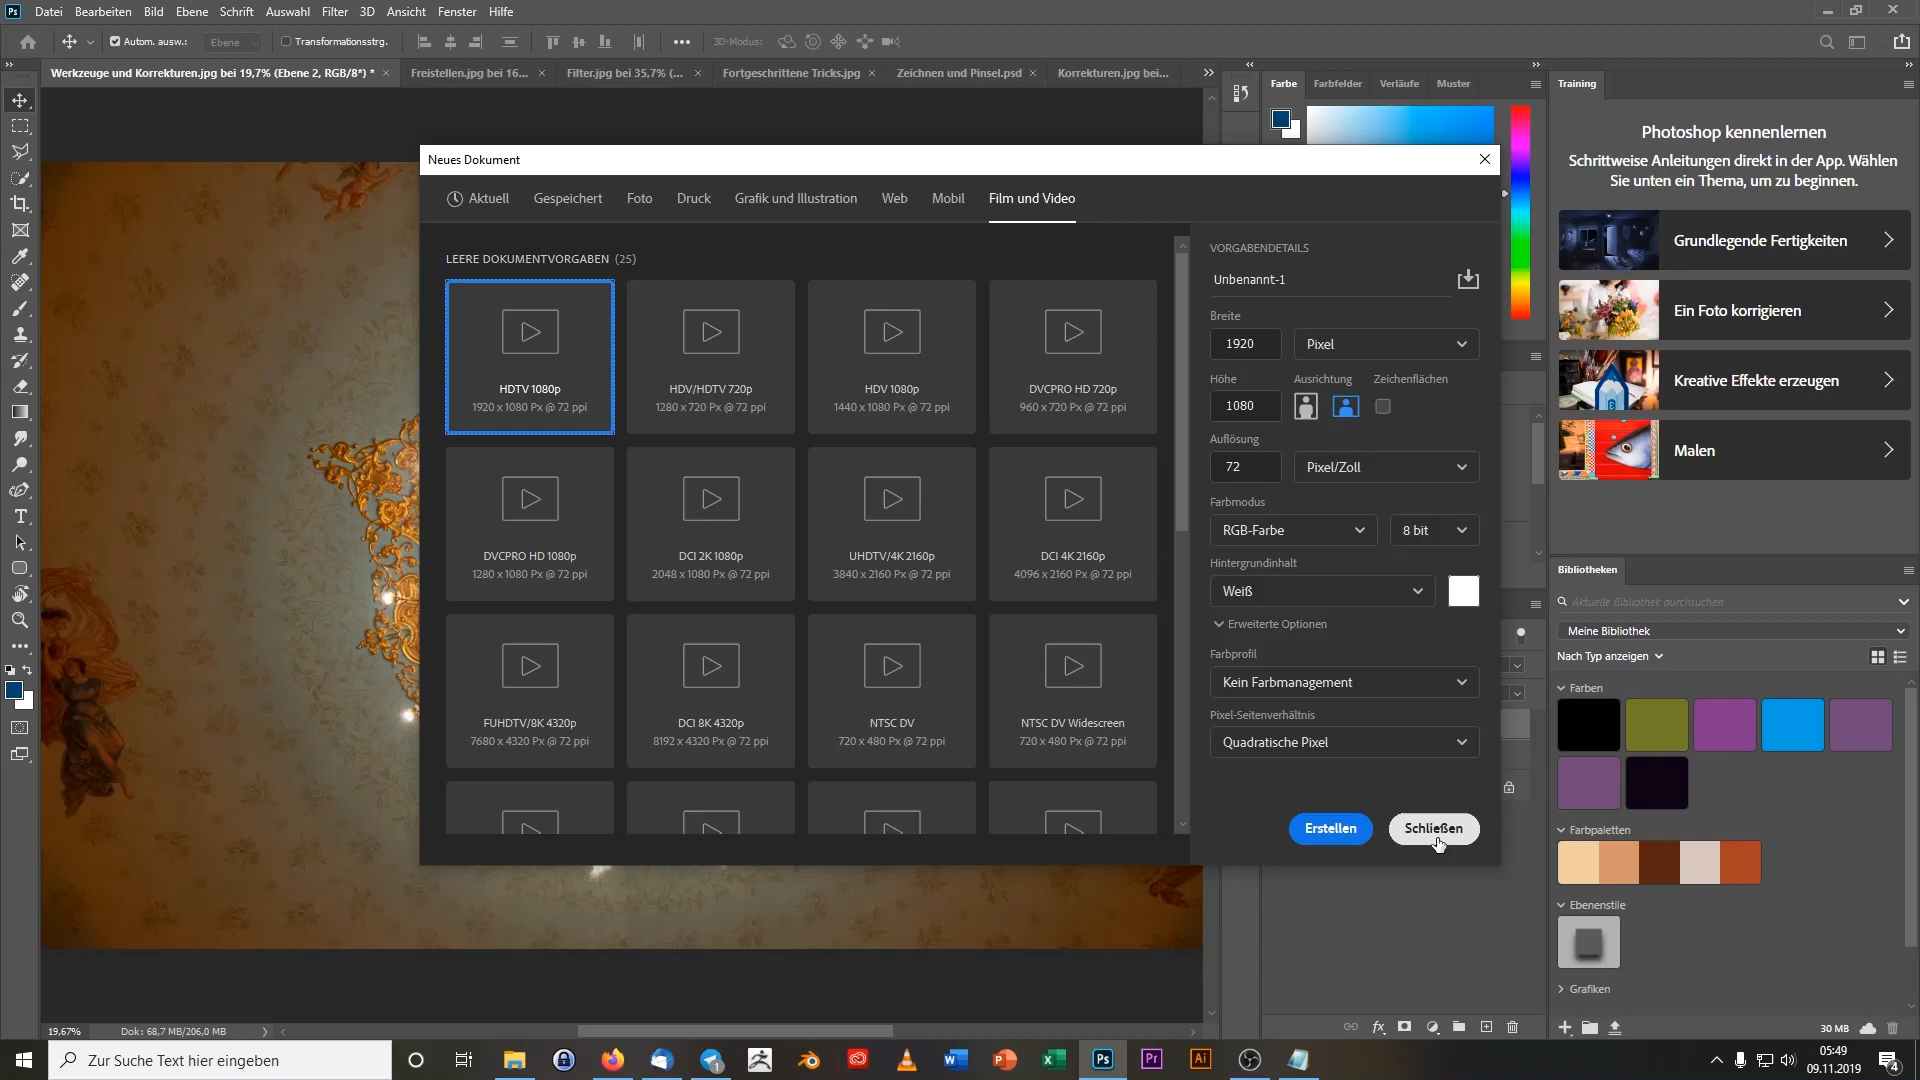 Ps Datei Bearbeiten Bild Ebene Schrift Auswahl Filter 3D Ansicht Fenster Hilfe
Autom. ausw.: Ebene Transformationsstrg. 3D-Modus:
Werkzeuge und Korrekturen.jpg bei 19,7% (Ebene 2, RGB/8*) * Freistellen.jpg bei 16... Filter.jpg bei 35,7% (... Fortgeschrittene Tricks.jpg Zeichnen und Pinsel.psd Korrekturen.jpg bei...
Farbe Farbfelder Verläufe Muster
Training
Photoshop kennenlernen
Schrittweise Anleitungen direkt in der App. Wählen
Sie unten ein Thema, um zu beginnen.
Grundlegende Fertigkeiten
Ein Foto korrigieren
Kreative Effekte erzeugen
Malen
Neues Dokument
Aktuell Gespeichert Foto Druck Grafik und Illustration Web Mobil Film und Video
LEERE DOKUMENTVORGABEN (25)
HDTV 1080p HDV/HDTV 720p HDV 1080p DVCPRO HD 720p
1920 x 1080 Px @ 72 ppi 1280 x 720 Px @ 72 ppi 1440 x 1080 Px @ 72 ppi 960 x 720 Px @ 72 ppi
DVCPRO HD 1080p DCI 2K 1080p UHDTV/4K 2160p DCI 4K 2160p
1280 x 1080 Px @ 72 ppi 2048 x 1080 Px @ 72 ppi 3840 x 2160 Px @ 72 ppi 4096 x 2160 Px @ 72 ppi
FUHDTV/8K 4320p DCI 8K 4320p NTSC DV NTSC DV Widescreen
7680 x 4320 Px @ 72 ppi 8192 x 4320 Px @ 72 ppi 720 x 480 Px @ 72 ppi 720 x 480 Px @ 72 ppi
VORGABENDETAILS
Unbenannt-1
Breite
1920 Pixel
Höhe Ausrichtung Zeichenflächen
1080
Auflösung
72 Pixel/Zoll
Farbmodus
RGB-Farbe 8 bit
Hintergrundinhalt
Weiß
Erweiterte Optionen
Farbprofil
Kein Farbmanagement
Pixel-Seitenverhältnis
Quadratische Pixel
Erstellen Schließen
Bibliotheken
Aktuelle Bibliothek durchsuchen
Meine Bibliothek
Nach Typ anzeigen
Farben
Farbpaletten
Ebenenstile
Grafiken
30 MB
19,67% Dok: 68,7 MB/206,0 MB
fx
Zur Suche Text hier eingeben
1
Ps Pr Ai
05:49
09.11.2019
4